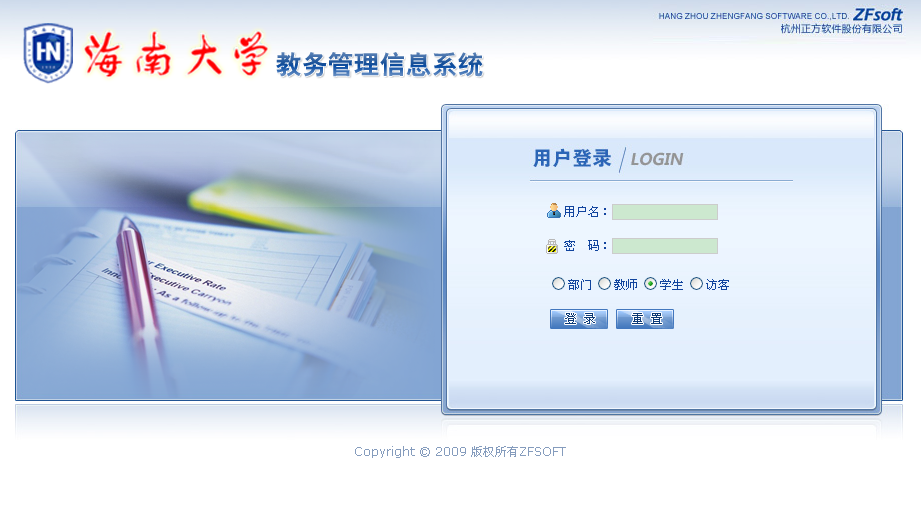 HANG ZHOU ZHENGFANG SOFTWARE CO.,LTD. ZFsoft
杭州正方软件股份有限公司
HN
海南大学 教务管理信息系统
用户登录 / LOGIN
用户名：
密 码：
部门 教师 学生 访客
登 录 重 置
Executive Rate
Executive Carryon
As a follow-up to the
Copyright © 2009 版权所有ZFSOFT